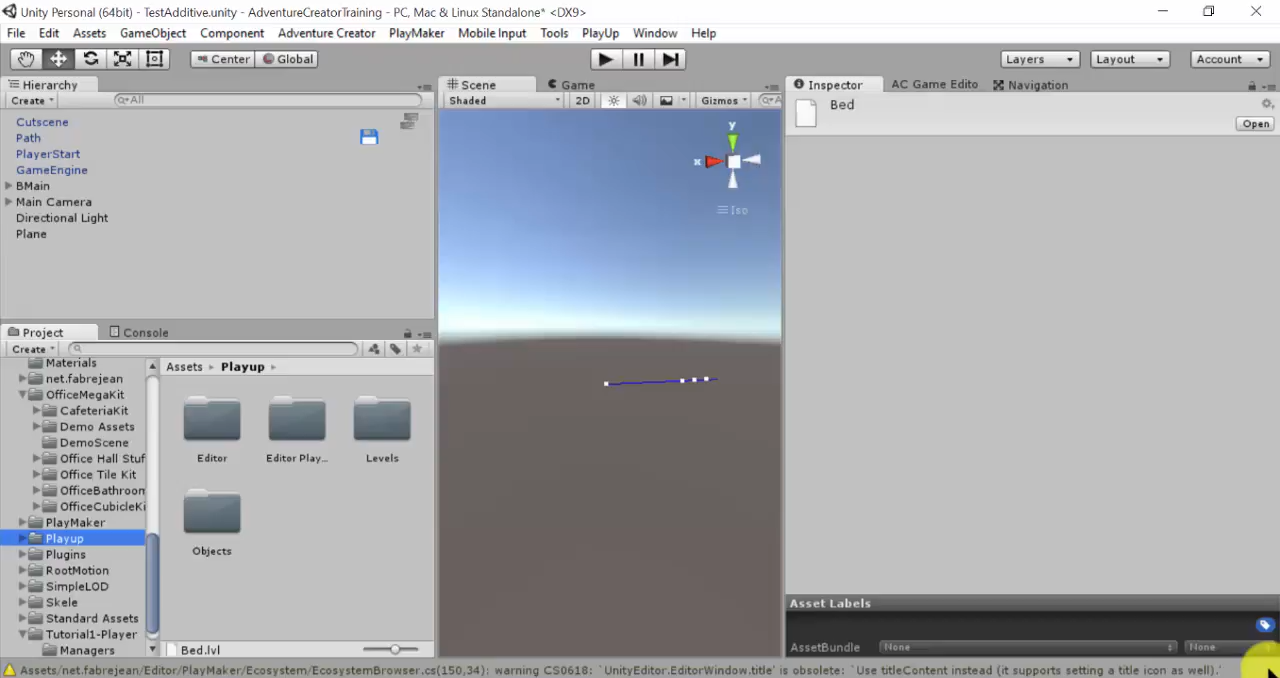 Unity Personal (64bit) - TestAdditive.unity - AdventureCreatorTraining - PC, Mac & Linux Standalone* <DX9>
File Edit Assets GameObject Component Adventure Creator PlayMaker Mobile Input Tools PlayUp Window Help
Center Global Layers Layout Account
Hierarchy
Create All
Cutscene
Path
PlayerStart
GameEngine
BMain
Main Camera
Directional Light
Plane
Scene Game
Shaded 2D Gizmos
y
x
Iso
Inspector AC Game Edito Navigation
Bed
Open
Project Console
Create
Materials
net.fabrejean
OfficeMegaKit
CafeteriaKit
Demo Assets
DemoScene
Office Hall Stuf
Office Tile Kit
OfficeBathroon
OfficeCubicleKi
PlayMaker
Playup
Plugins
RootMotion
SimpleLOD
Skele
Standard Assets
Tutorial1-Player
Managers
Assets Playup
Editor Editor Play... Levels
Objects
Bed.lvl
Asset Labels
AssetBundle None None
Assets/net.fabrejean/Editor/PlayMaker/Ecosystem/EcosystemBrowser.cs(150,34): warning CS0618: `UnityEditor.EditorWindow.title' is obsolete: `Use titleContent instead (it supports setting a title icon as well).'